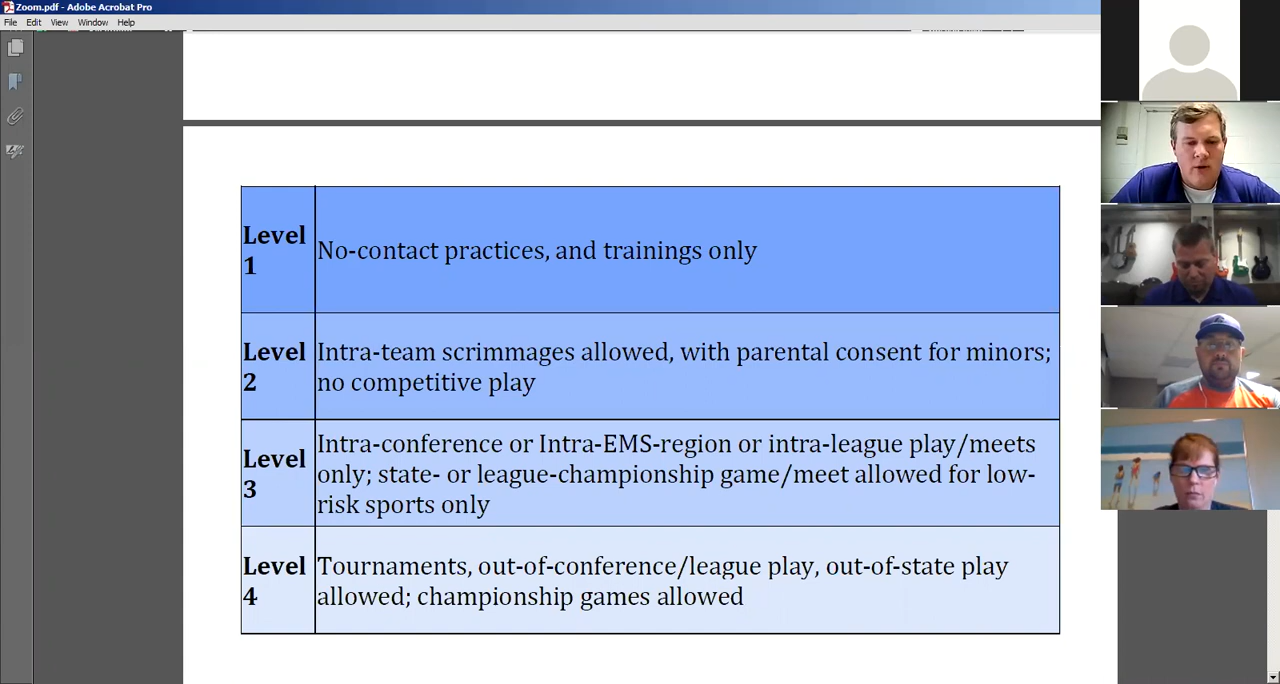 Zoom.pdf - Adobe Acrobat Pro
File Edit View Window Help
Level
1
No-contact practices, and trainings only
Level
2
Intra-team scrimmages allowed, with parental consent for minors;
no competitive play
Level
3
Intra-conference or Intra-EMS-region or intra-league play/meets
only; state- or league-championship game/meet allowed for low-
risk sports only
Level
4
Tournaments, out-of-conference/league play, out-of-state play
allowed; championship games allowed